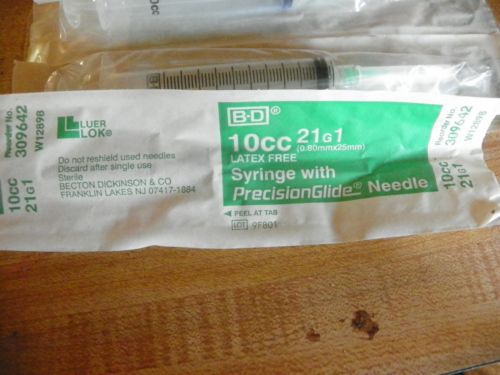 Reorder No.
309642
W12898
10cc
21G1
LUER
LOK®
Do not reshield used needles
Discard after single use
Sterile
BECTON DICKINSON & CO
FRANKLIN LAKES NJ 07417-1884
B-D®
10cc 21G1
(0.80mmx25mm)
LATEX FREE
Syringe with
PrecisionGlide® Needle
◄ PEEL AT TAB
LOT 9F801
Reorder No.
309642
W12898
10cc
21G1
B-D